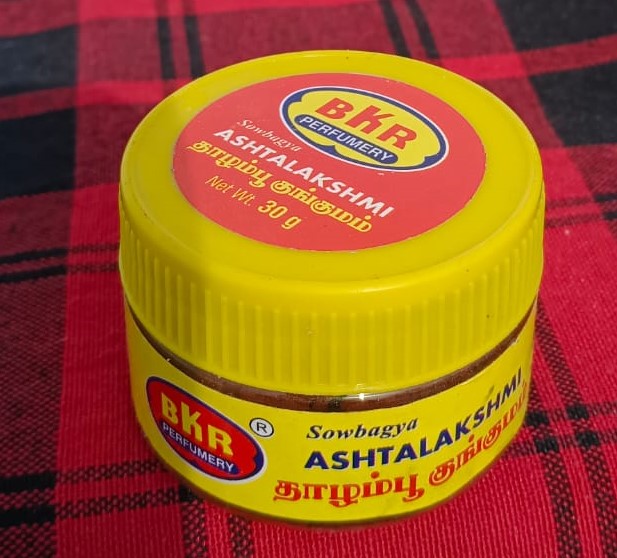 BKR
PERFUMERY
Sowbagya
ASHTALAKSHMI
தாழம்பூ குங்குமம்
Net Wt. 30 g
BKR
PERFUMERY
®
Sowbagya
ASHTALAKSHMI
தாழம்பூ குங்குமம்